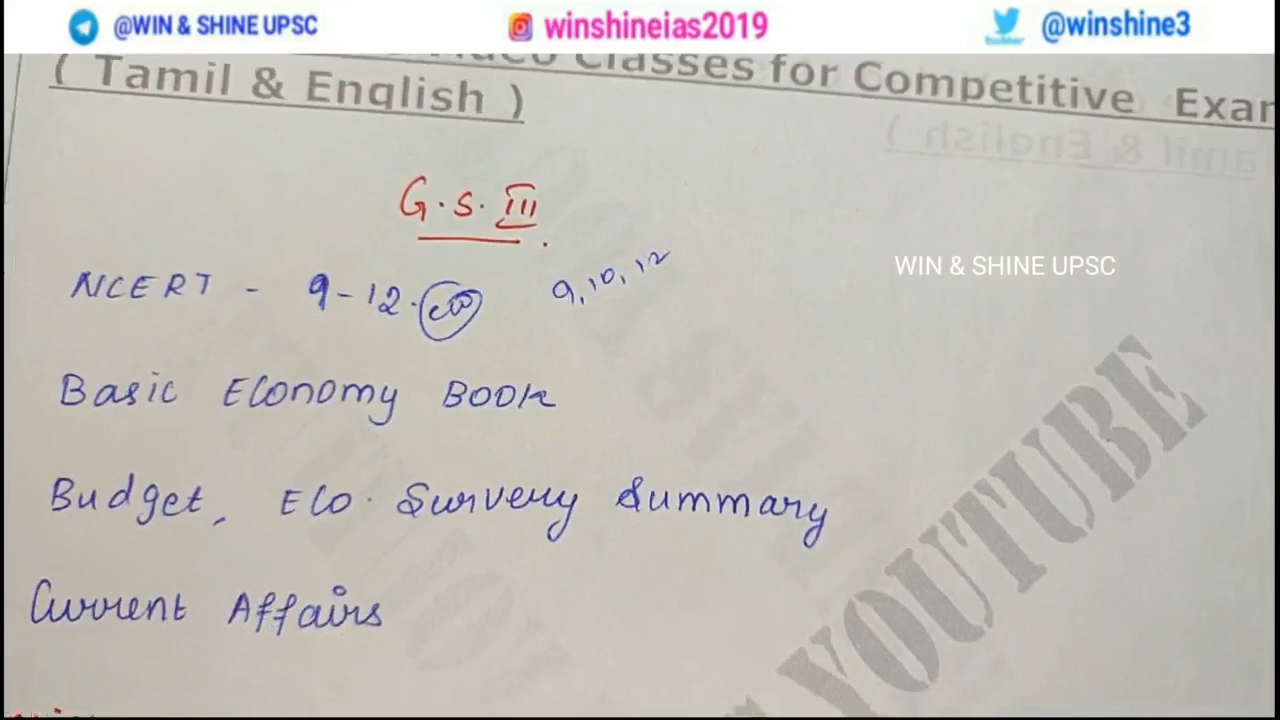 @WIN & SHINE UPSC winshineias2019 @winshine3
Classes for Competitive Exam
( Tamil & English )
G.S. III
NCERT - 9-12. 9,10,12
WIN & SHINE UPSC
Basic Economy Book
Budget, Eco. Survery Summary
Current Affairs
YOUTUBE